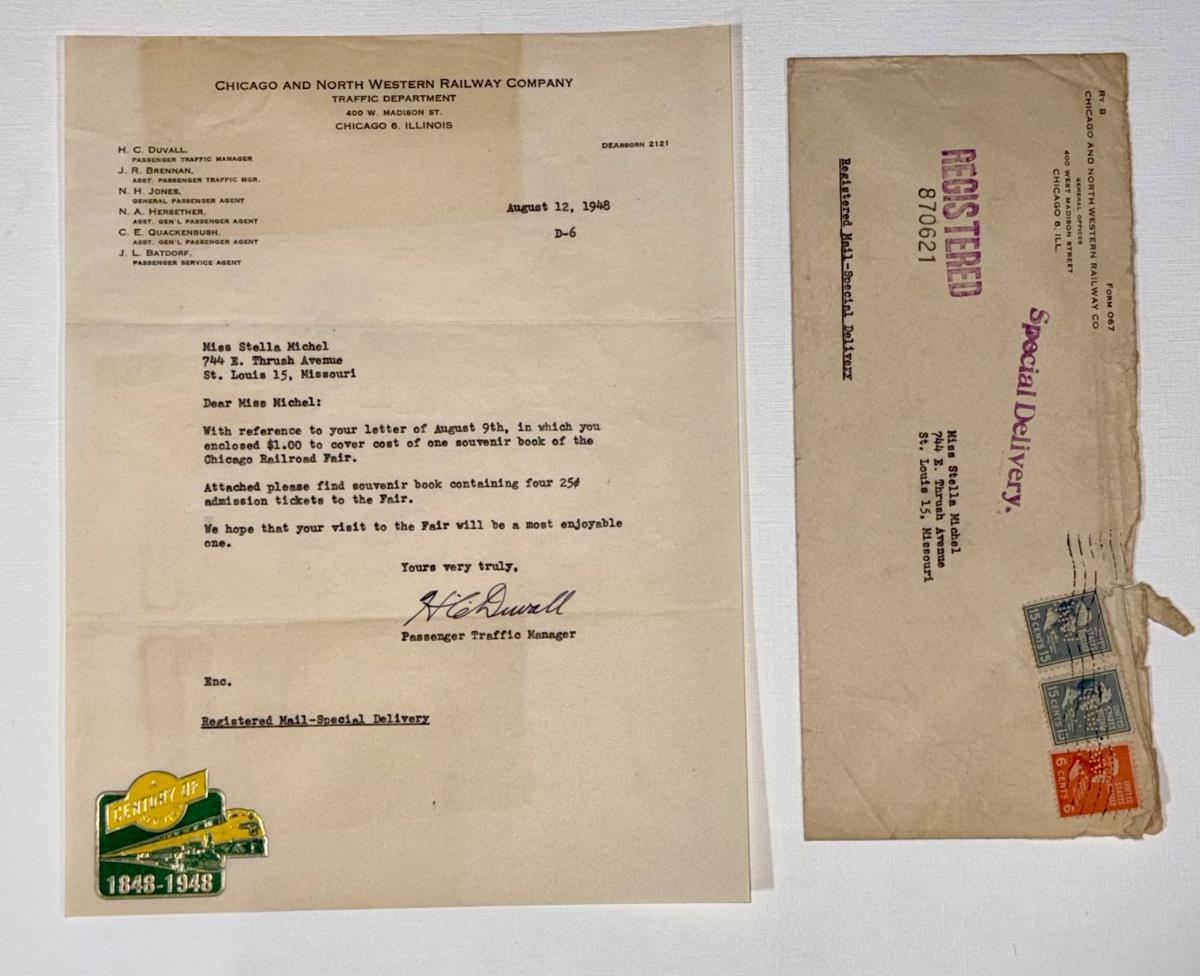 CHICAGO AND NORTH WESTERN RAILWAY COMPANY
TRAFFIC DEPARTMENT
400 W. MADISON ST.
CHICAGO 6, ILLINOIS
DEARBORN 2121
H. C. DUVALL,
PASSENGER TRAFFIC MANAGER
J. R. BRENNAN,
ASST. PASSENGER TRAFFIC MGR.
N. H. JONES,
GENERAL PASSENGER AGENT
N. A. HERSETHER,
ASST. GEN'L PASSENGER AGENT
C. E. QUACKENBUSH,
ASST. GEN'L PASSENGER AGENT
J. L. BATDORF,
PASSENGER SERVICE AGENT
August 12, 1948
D-6
Miss Stella Michel
744 E. Thrush Avenue
St. Louis 15, Missouri
Dear Miss Michel:
With reference to your letter of August 9th, in which you
enclosed $1.00 to cover cost of one souvenir book of the
Chicago Railroad Fair.
Attached please find souvenir book containing four 25¢
admission tickets to the Fair.
We hope that your visit to the Fair will be a most enjoyable
one.
Yours very truly,
H C Duvall
Passenger Traffic Manager
Enc.
Registered Mail-Special Delivery
CENTURY OF
1848-1948
RY. B.
FORM 067
CHICAGO AND NORTH WESTERN RAILWAY CO
GENERAL OFFICES
400 WEST MADISON STREET
CHICAGO 6, ILL.
Special Delivery.
REGISTERED
870621
Registered Mail-Special Delivery
Miss Stella Michel
744 E. Thrush Avenue
St. Louis 15, Missouri
15 CENTS 15
UNITED
STATES
15 CENTS 15
UNITED
STATES
6 CENTS 6